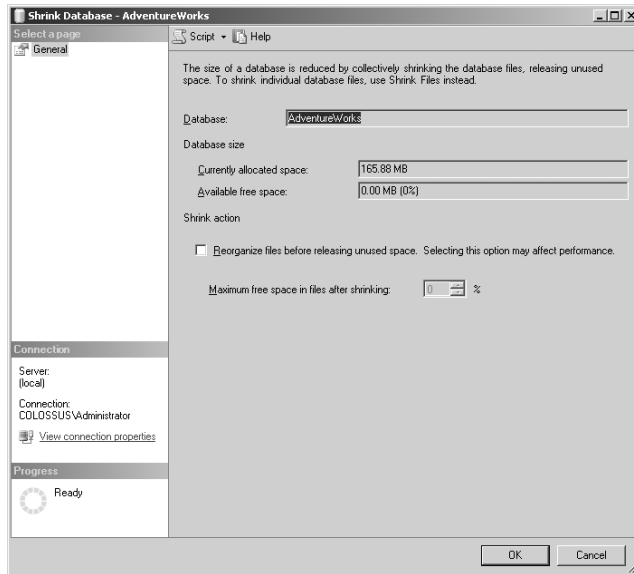 Shrink Database - AdventureWorks
Select a page
General
Script
Help
The size of a database is reduced by collectively shrinking the database files, releasing unused
space. To shrink individual database files, use Shrink Files instead.
Database:
AdventureWorks
Database size
Currently allocated space:
165.88 MB
Available free space:
0.00 MB (0%)
Shrink action
Reorganize files before releasing unused space. Selecting this option may affect performance.
Maximum free space in files after shrinking:
0
%
Connection
Server:
(local)
Connection:
COLOSSUS\Administrator
View connection properties
Progress
Ready
OK
Cancel